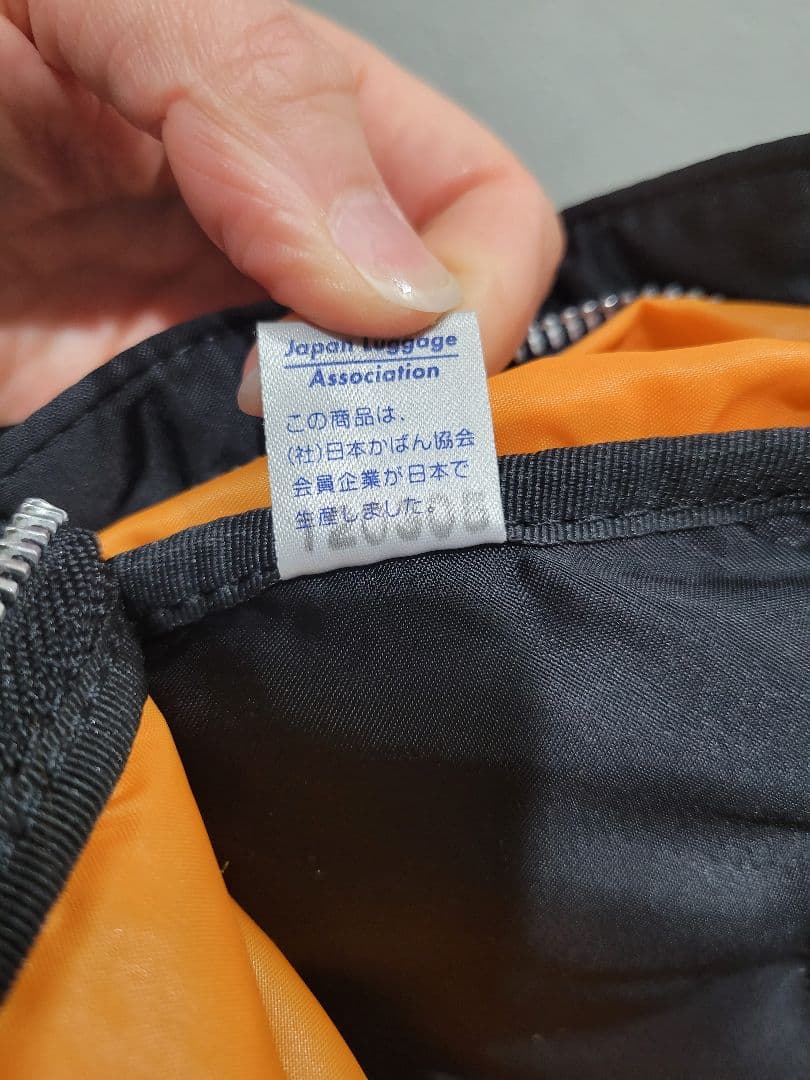 Japan Luggage
Association
この商品は、
(社)日本かばん協会
会員企業が日本で
生産しました。